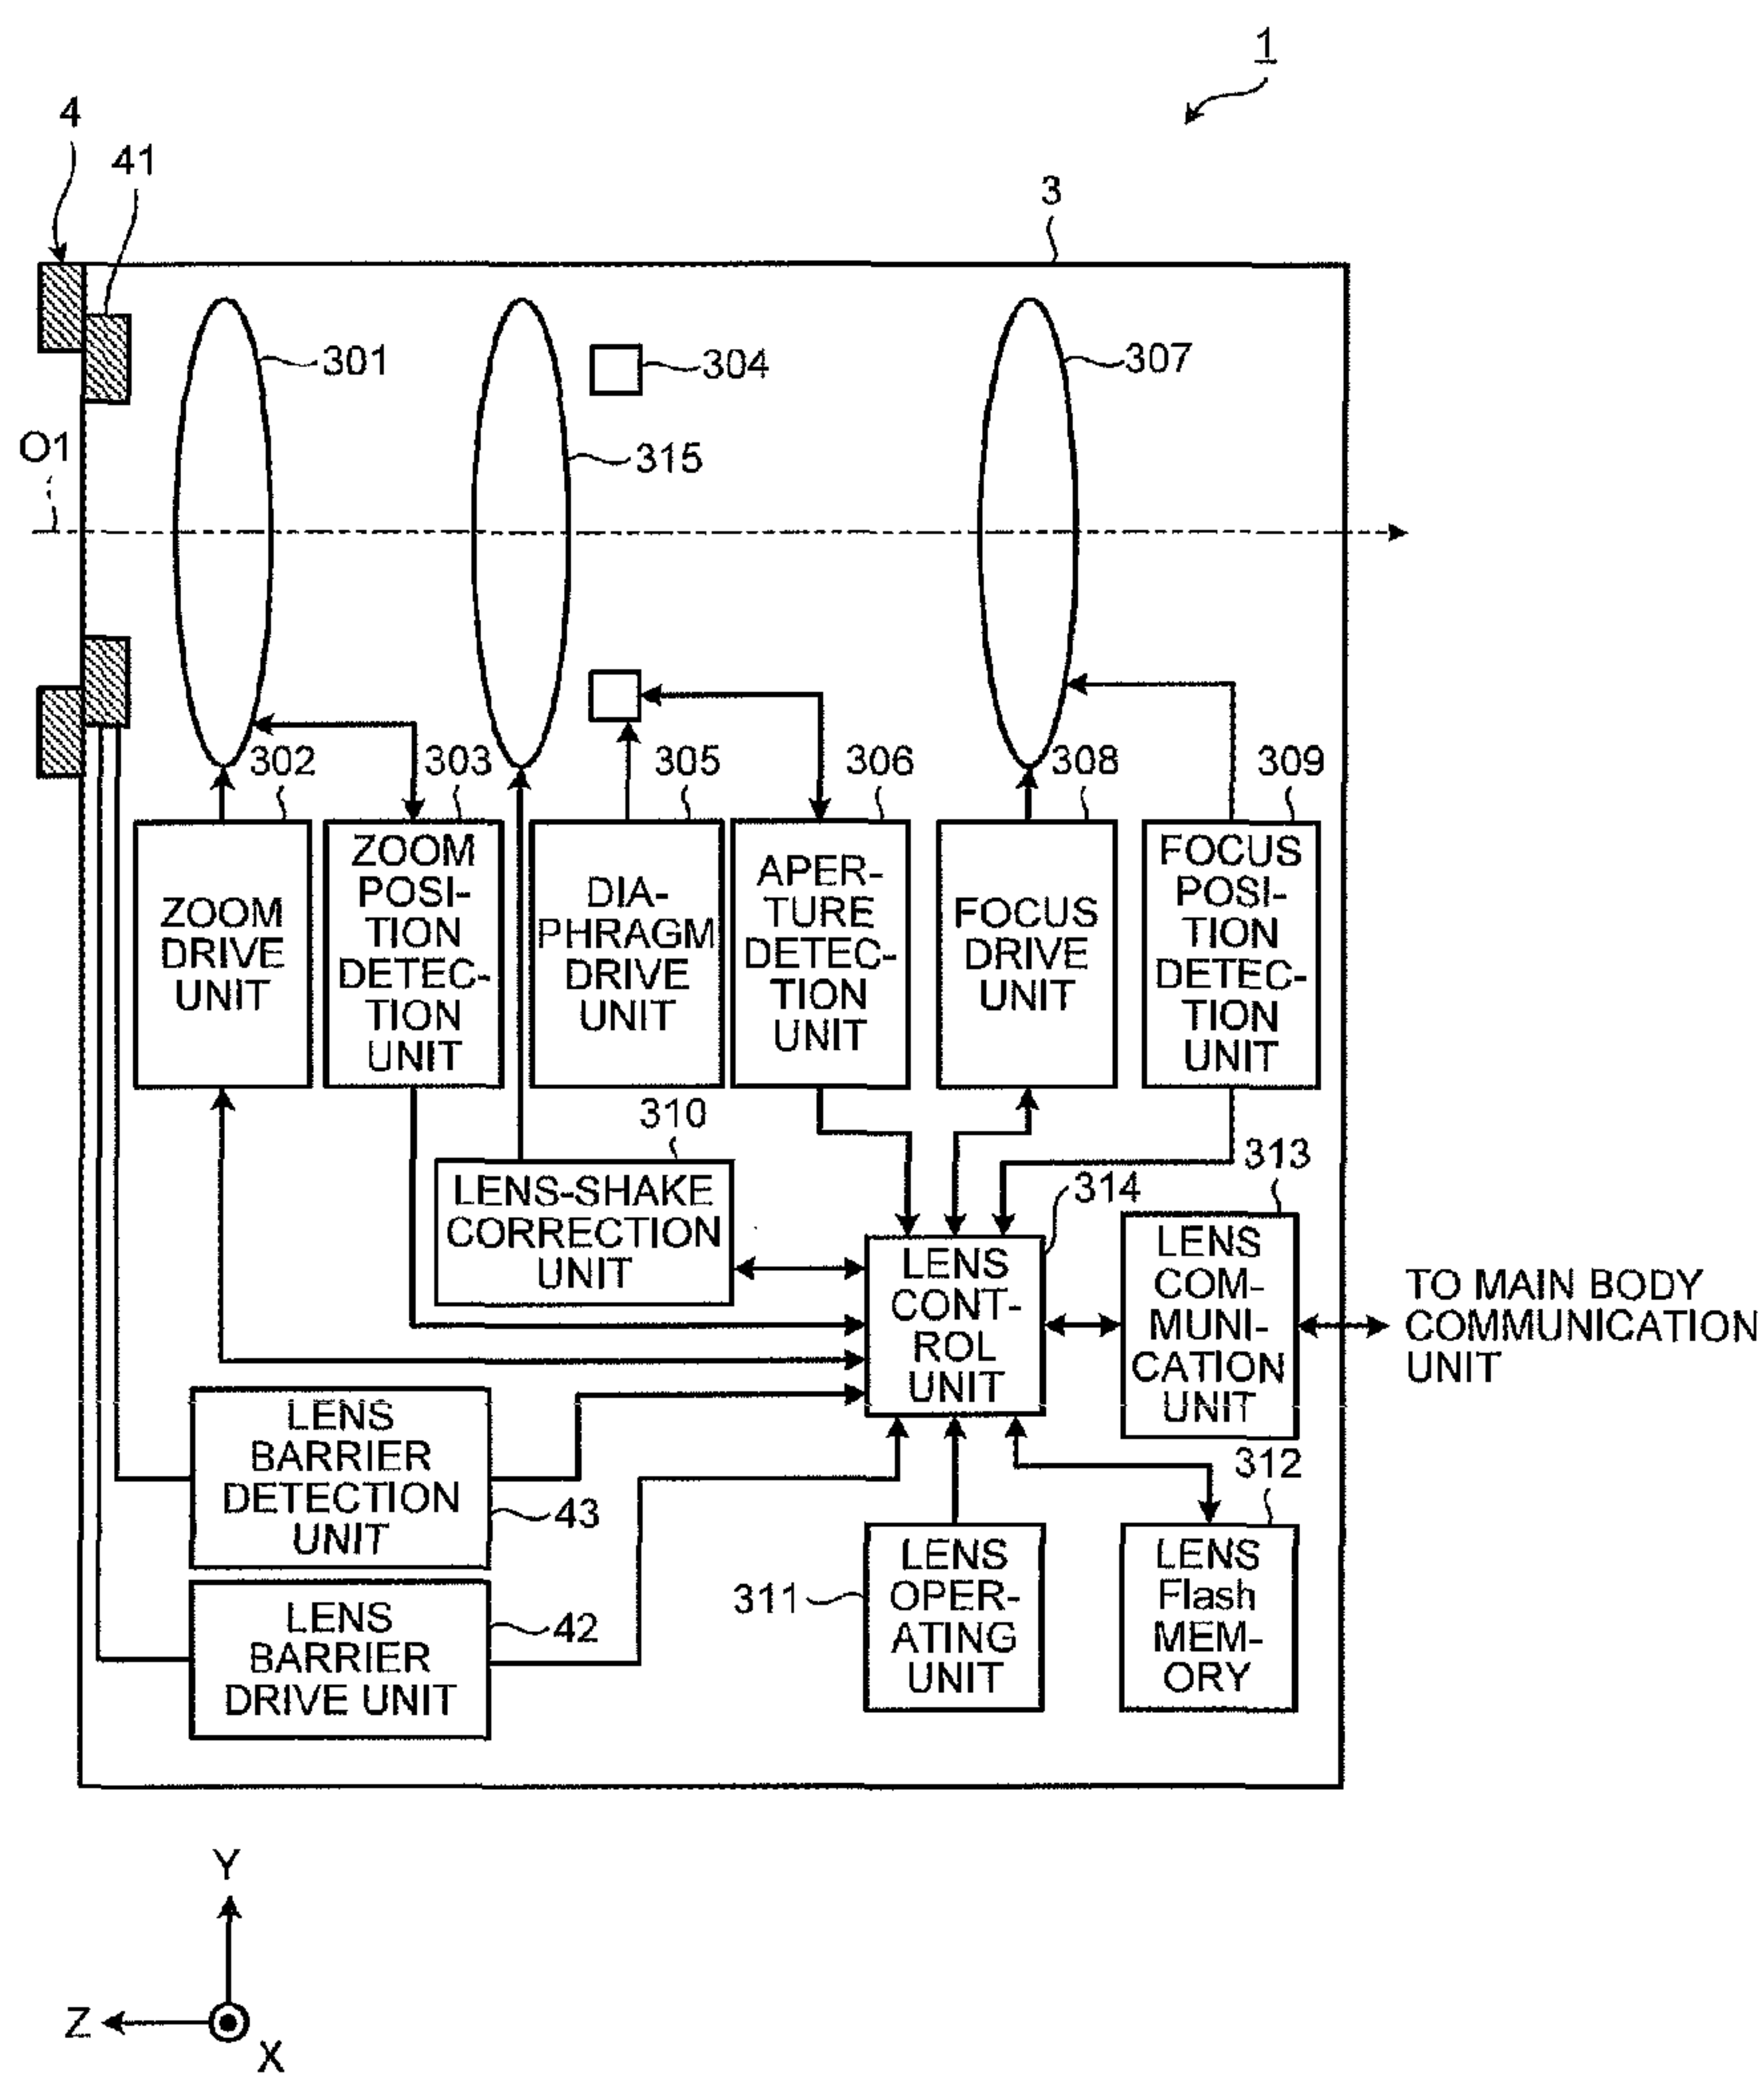 1
4
41
3
301
304
307
O1
315
302
303
305
306
308
309
ZOOM
DRIVE
UNIT
ZOOM
POSI-
TION
DETEC-
TION
UNIT
DIA-
PHRAGM
DRIVE
UNIT
APER-
TURE
DETEC-
TION
UNIT
FOCUS
DRIVE
UNIT
FOCUS
POSI-
TION
DETEC-
TION
UNIT
310
313
314
LENS-SHAKE
CORRECTION
UNIT
LENS
CONT-
ROL
UNIT
LENS
COM-
MUNI-
CATION
UNIT
TO MAIN BODY
COMMUNICATION
UNIT
LENS
BARRIER
DETECTION
UNIT
43
312
LENS
BARRIER
DRIVE UNIT
42
311
LENS
OPER-
ATING
UNIT
LENS
Flash
MEM-
ORY
Y
Z
X